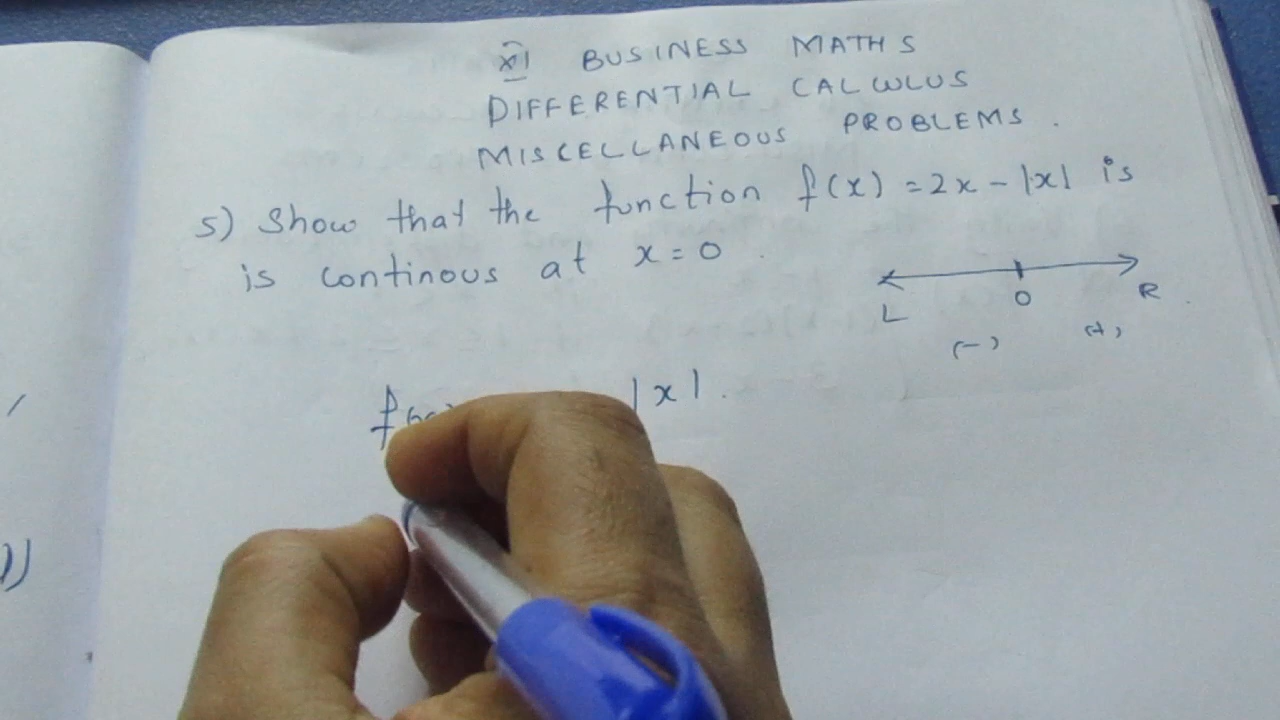 XI BUSINESS MATHS
DIFFERENTIAL CALCULUS
MISCELLANEOUS PROBLEMS.
5) Show that the function f(x) = 2x - |x| is
is continous at x = 0.
L 0 R
(-) (+)
|x|.